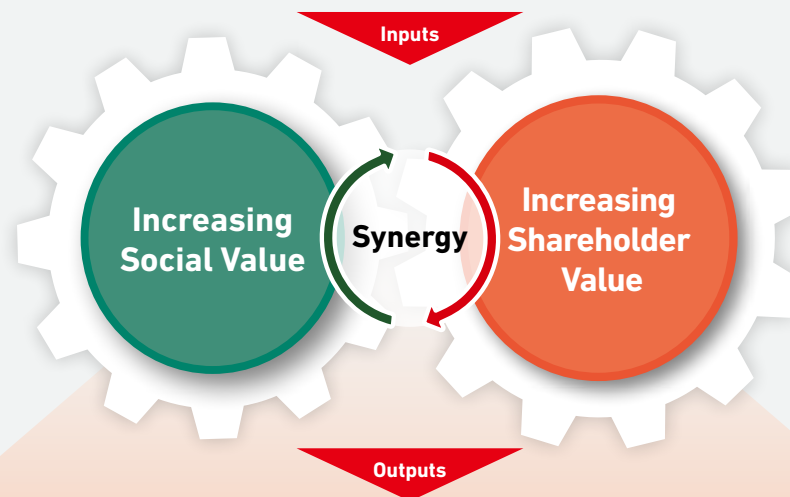 Inputs
Increasing
Social Value
Synergy
Increasing
Shareholder
Value
Outputs